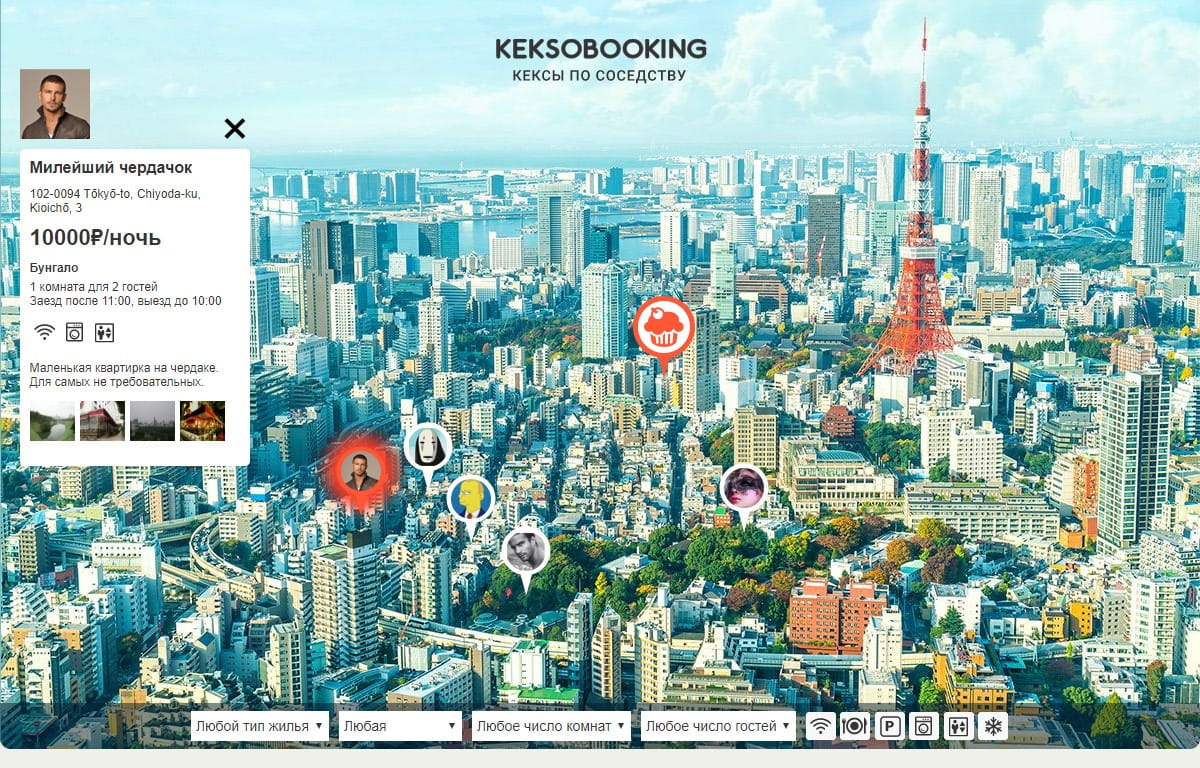 KEKSOBOOKING
КЕКСЫ ПО СОСЕДСТВУ
Милейший чердачок
102-0094 Tōkyō-to, Chiyoda-ku,
Kioichō, 3
10000₽/ночь
Бунгало
1 комната для 2 гостей
Заезд после 11:00, выезд до 10:00
Маленькая квартирка на чердаке.
Для самых не требовательных.
Любой тип жилья
Любая
Любое число комнат
Любое число гостей
P